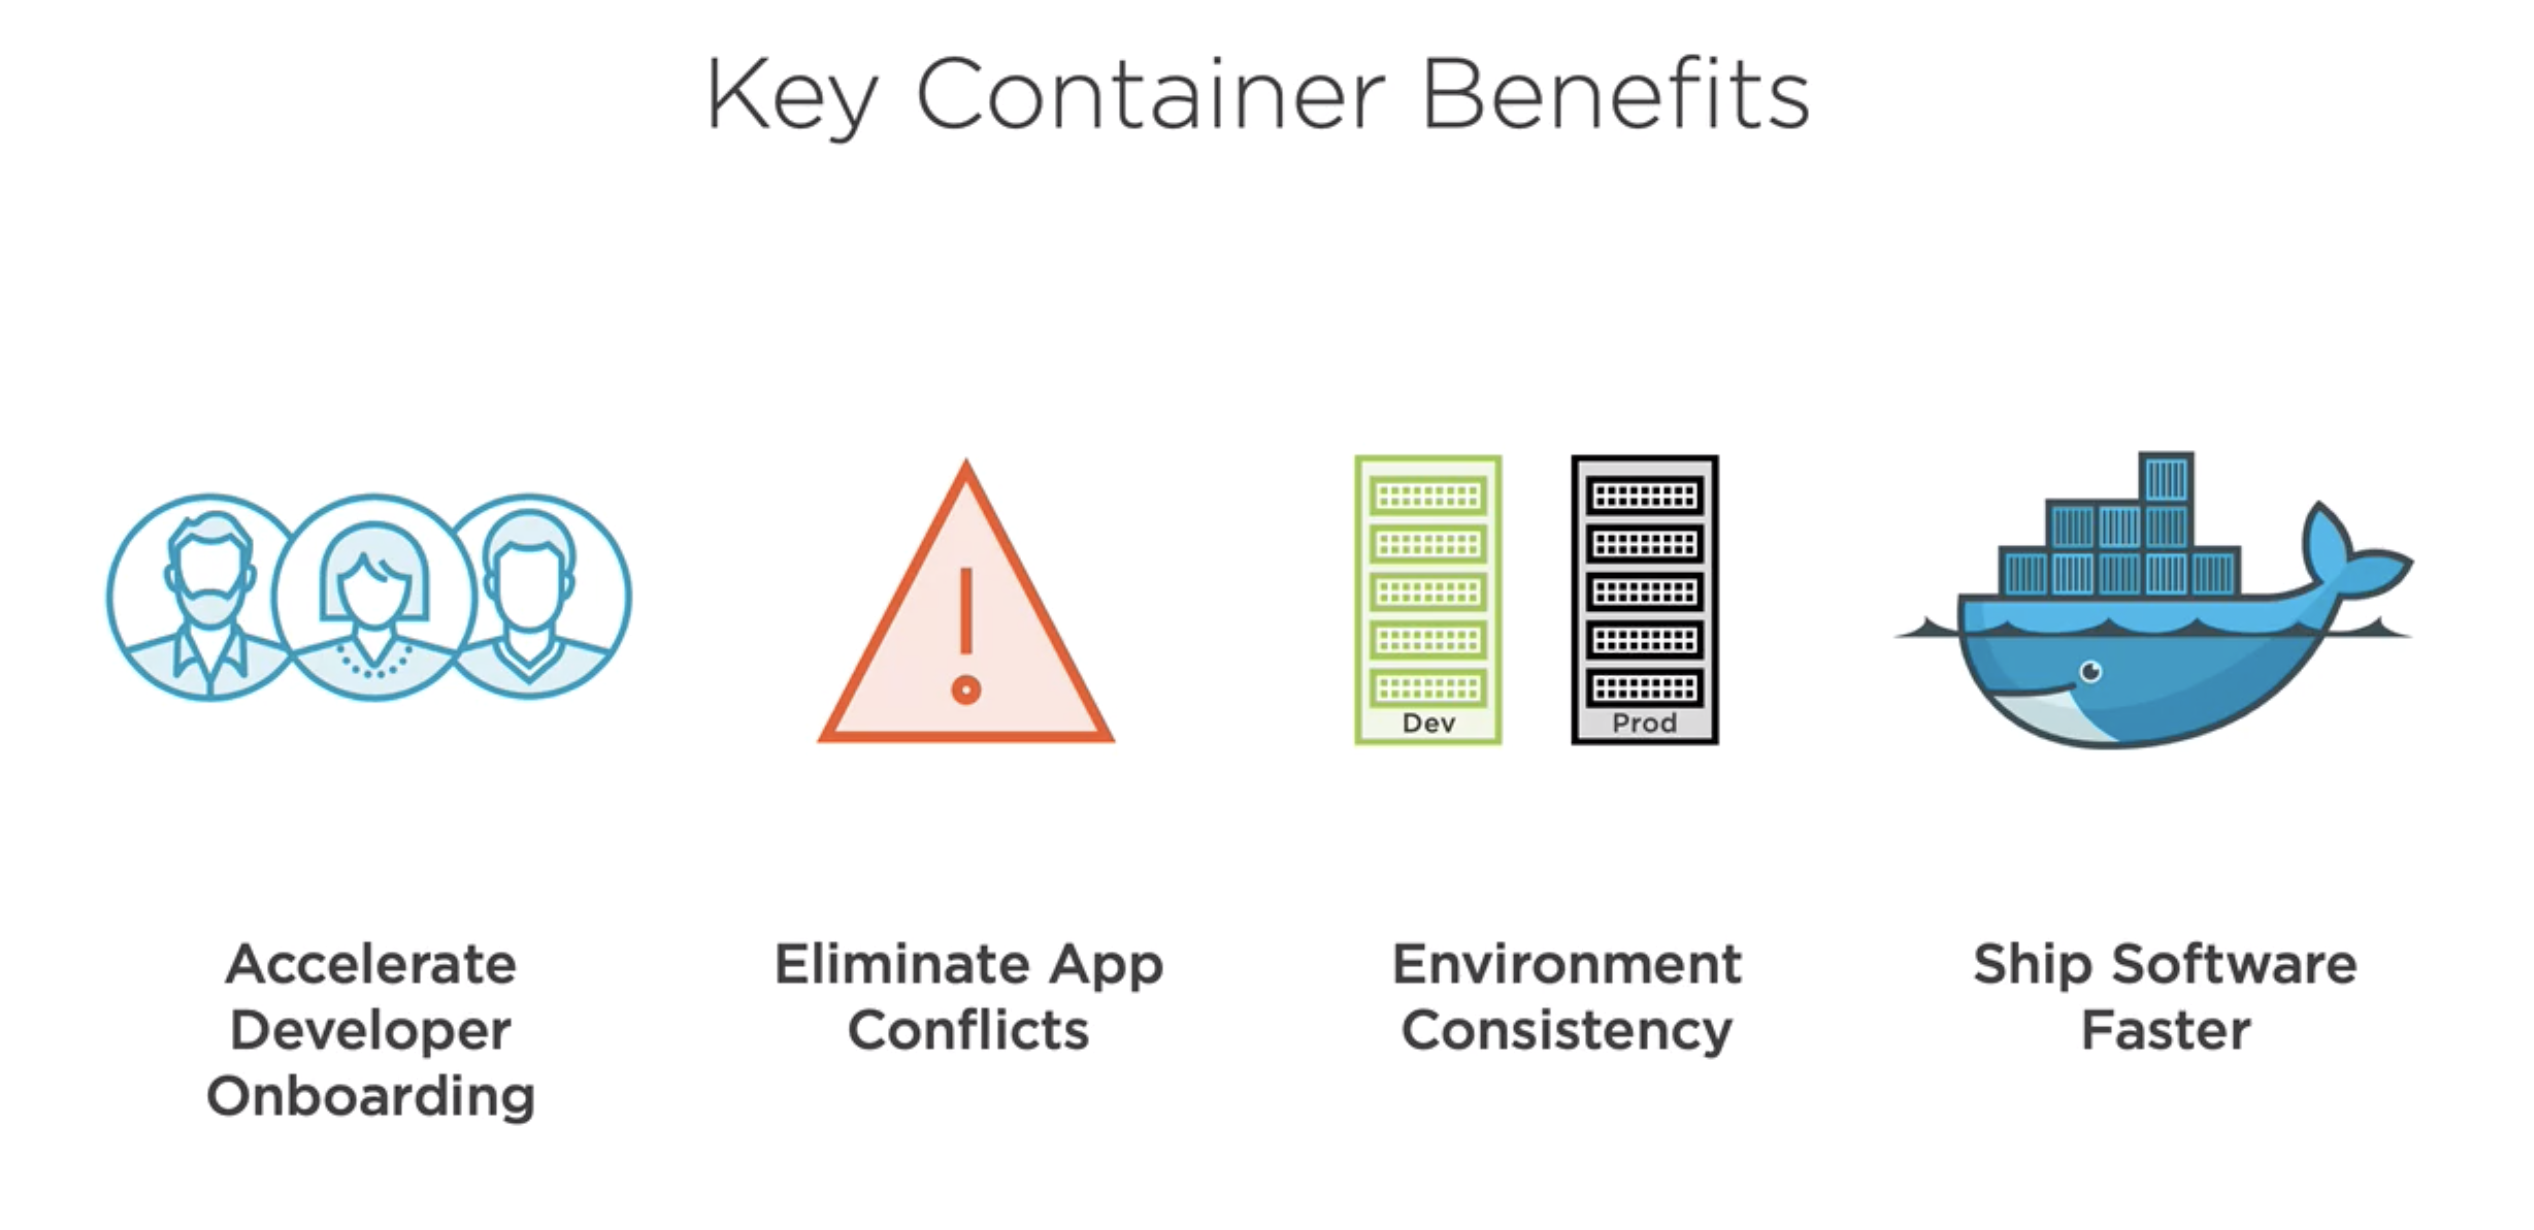 Key Container Benefits
Dev
Prod
Accelerate
Developer
Onboarding
Eliminate App
Conflicts
Environment
Consistency
Ship Software
Faster